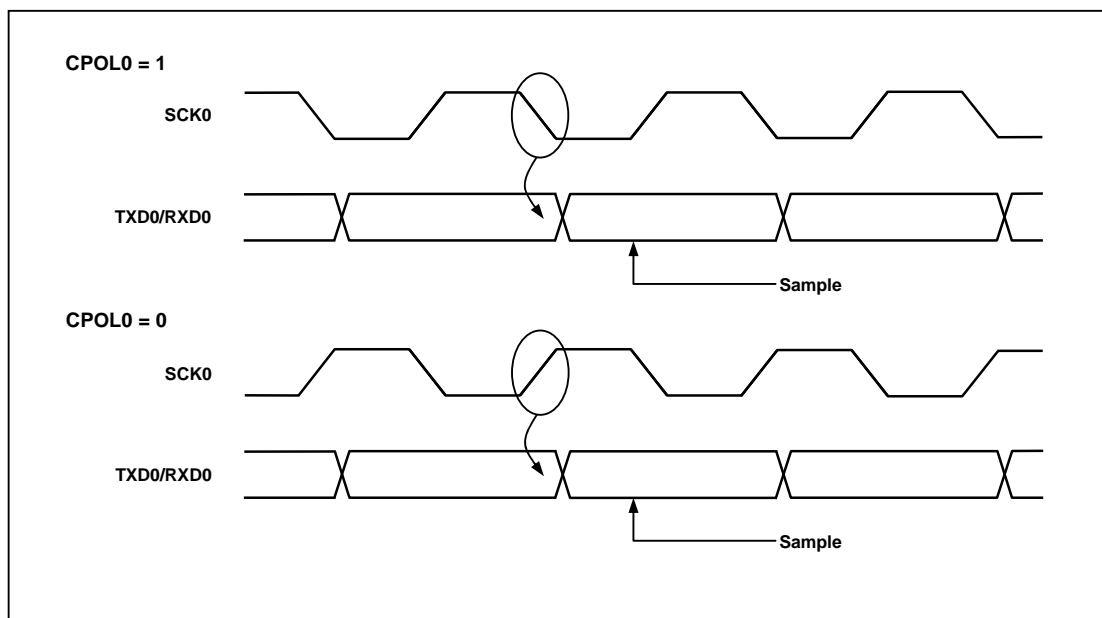 CPOL0 = 1
SCK0
TXD0/RXD0
Sample
CPOL0 = 0
SCK0
TXD0/RXD0
Sample